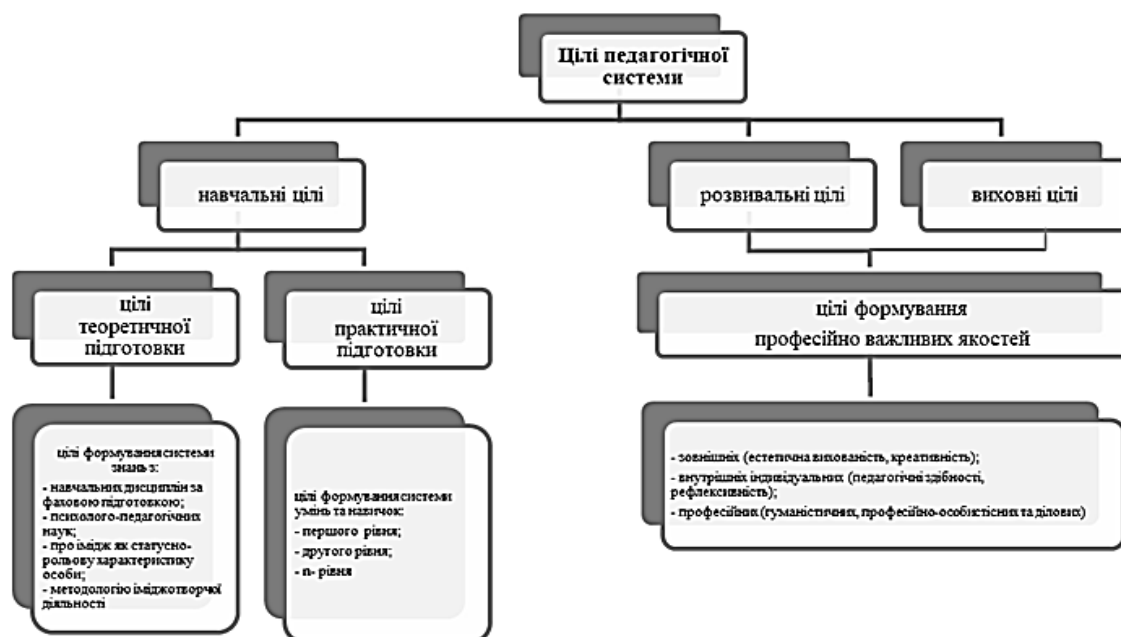 Цілі педагогічної
системи
навчальні цілі
розвивальні цілі
виховні цілі
цілі
теоретичної
підготовки
цілі
практичної
підготовки
цілі формування
професійно важливих якостей
цілі формування системи
знань з:
- навчальних дисциплін за
фаховою підготовкою;
- психолого-педагогічних
наук;
- про імідж як статусно-
рольову характеристику
особи;
- методологію іміджотворчої
діяльності
цілі формування системи
умінь та навичок:
- першого рівня;
- другого рівня;
- n- рівня
- зовнішніх (естетична вихованість, креативність);
- внутрішніх індивідуальних (педагогічні здібності,
рефлексивність);
- професійних (гуманістичних, професійно-особистісних та ділових)